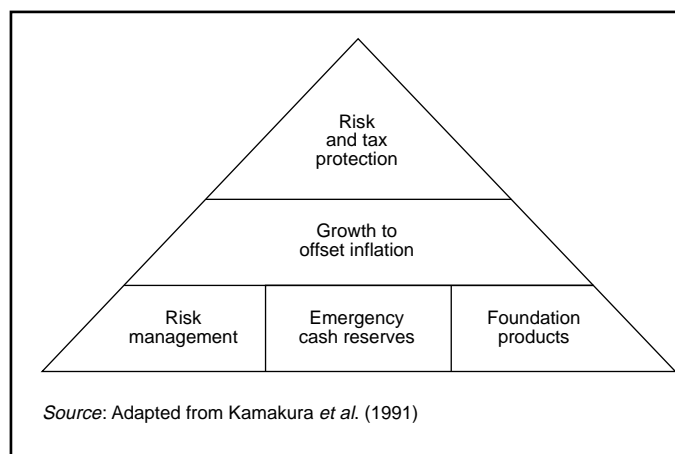 Risk
and tax
protection
Growth to
offset inflation
Risk
management
Emergency
cash reserves
Foundation
products
Source: Adapted from Kamakura et al. (1991)